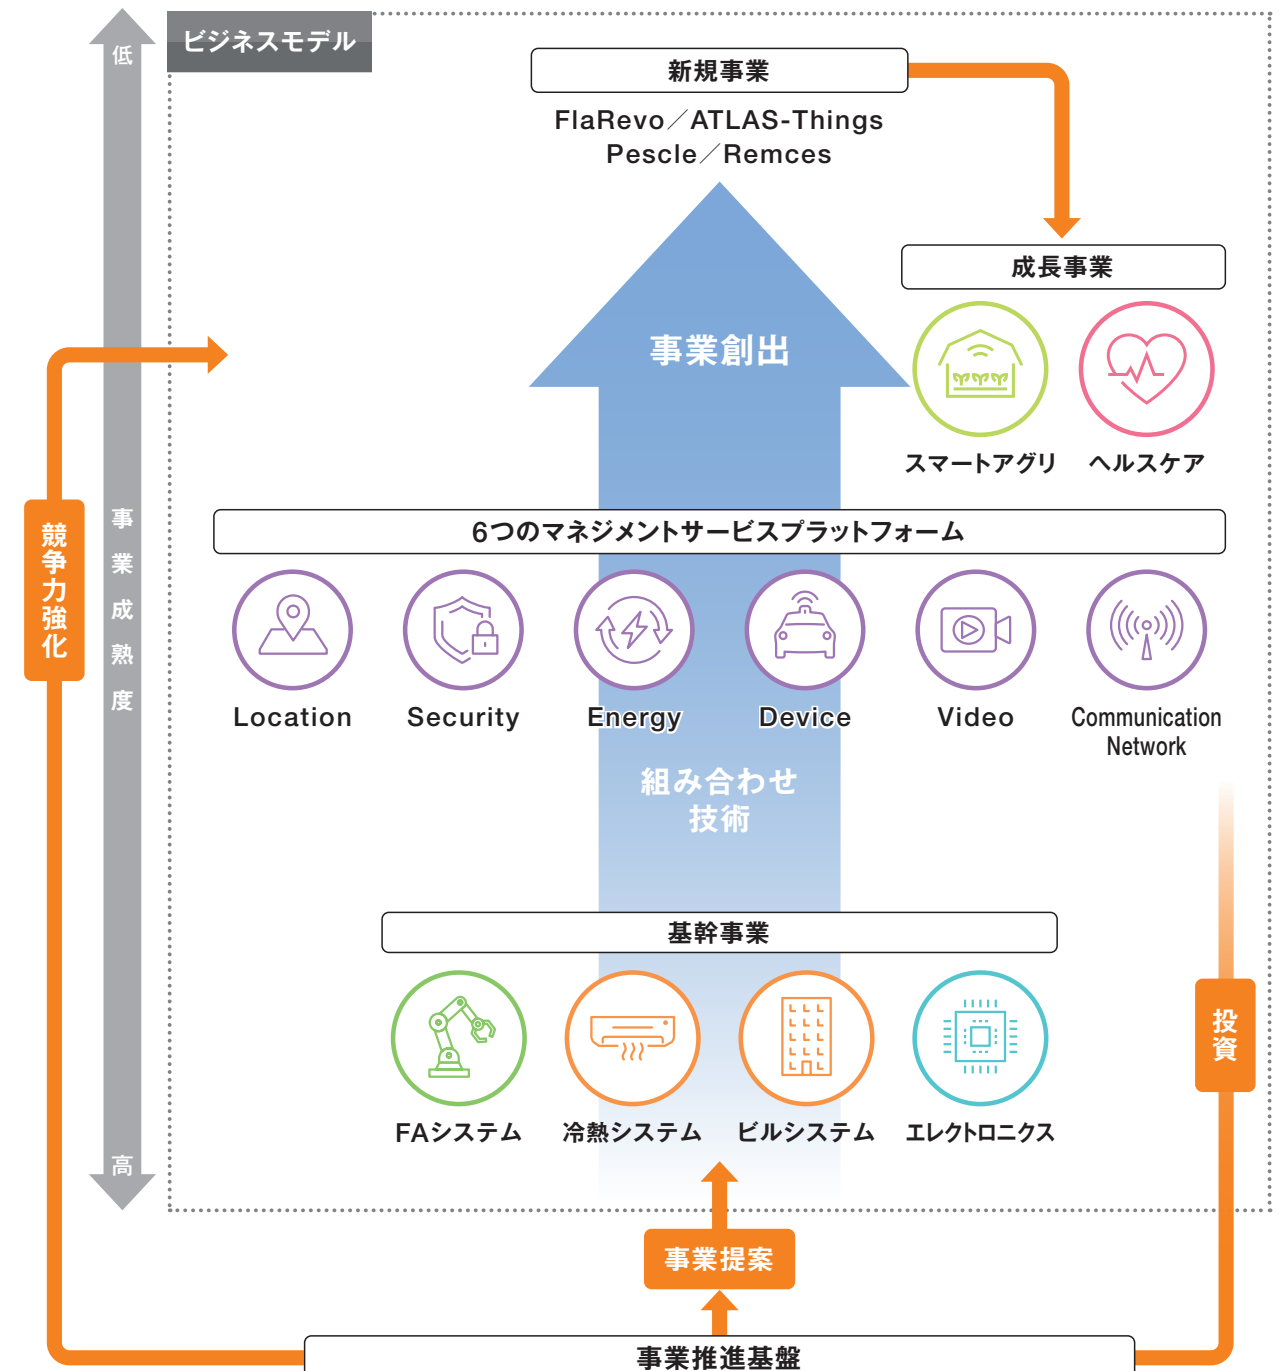 ビジネスモデル
低
事業成熟度
高
新規事業
FlaRevo／ATLAS-Things
Pescle／Remces
成長事業
スマートアグリ
ヘルスケア
事業創出
競争力強化
6つのマネジメントサービスプラットフォーム
Location
Security
Energy
Device
Video
Communication
Network
組み合わせ
技術
基幹事業
FAシステム
冷熱システム
ビルシステム
エレクトロニクス
投資
事業提案
事業推進基盤